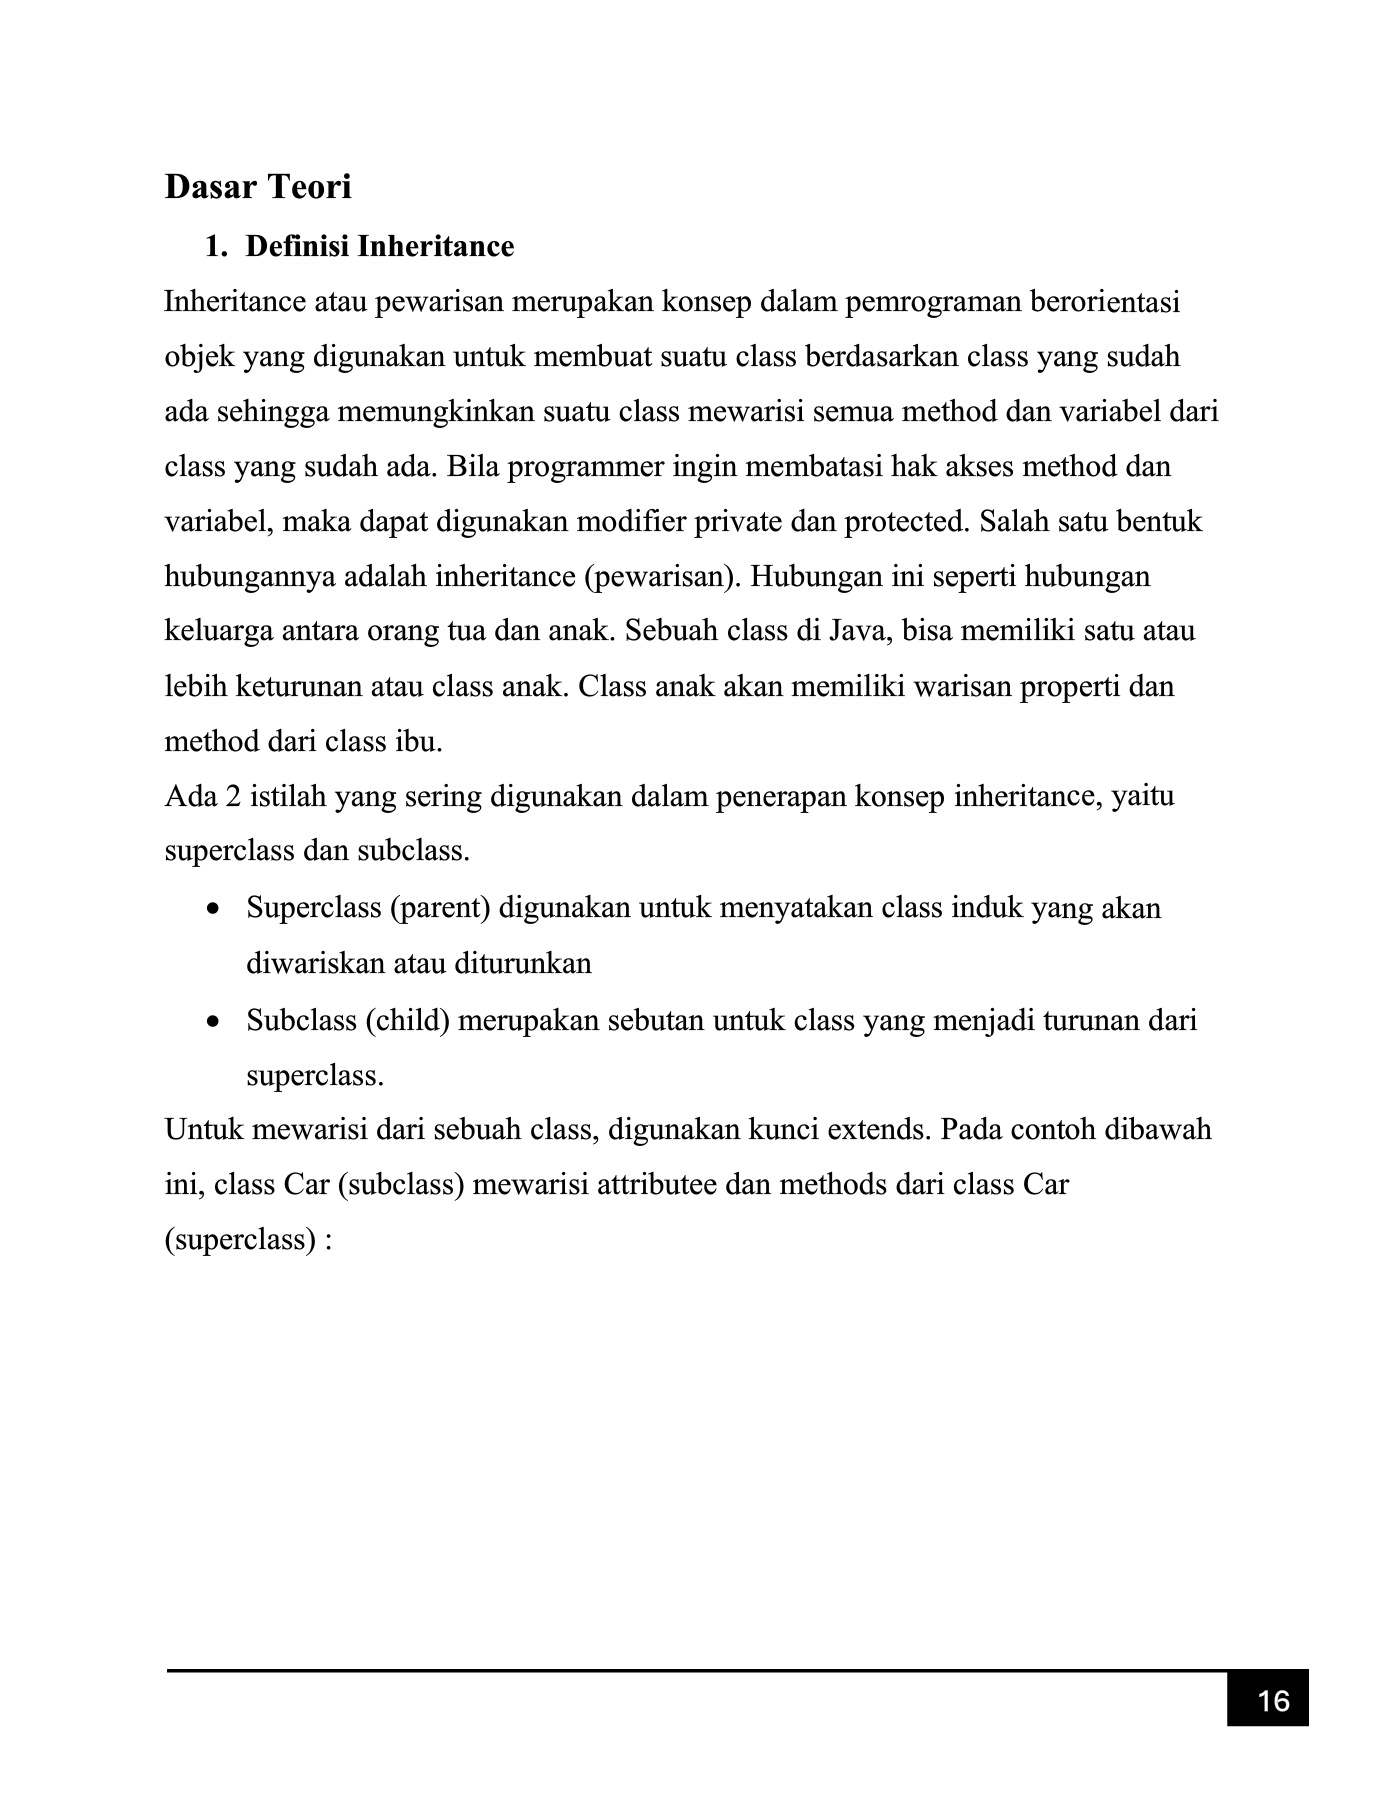 Dasar Teori
1. Definisi Inheritance
Inheritance atau pewarisan merupakan konsep dalam pemrograman berorientasi
objek yang digunakan untuk membuat suatu class berdasarkan class yang sudah
ada sehingga memungkinkan suatu class mewarisi semua method dan variabel dari
class yang sudah ada. Bila programmer ingin membatasi hak akses method dan
variabel, maka dapat digunakan modifier private dan protected. Salah satu bentuk
hubungannya adalah inheritance (pewarisan). Hubungan ini seperti hubungan
keluarga antara orang tua dan anak. Sebuah class di Java, bisa memiliki satu atau
lebih keturunan atau class anak. Class anak akan memiliki warisan properti dan
method dari class ibu.
Ada 2 istilah yang sering digunakan dalam penerapan konsep inheritance, yaitu
superclass dan subclass.
• Superclass (parent) digunakan untuk menyatakan class induk yang akan
diwariskan atau diturunkan
• Subclass (child) merupakan sebutan untuk class yang menjadi turunan dari
superclass.
Untuk mewarisi dari sebuah class, digunakan kunci extends. Pada contoh dibawah
ini, class Car (subclass) mewarisi attributee dan methods dari class Car
(superclass) :
16